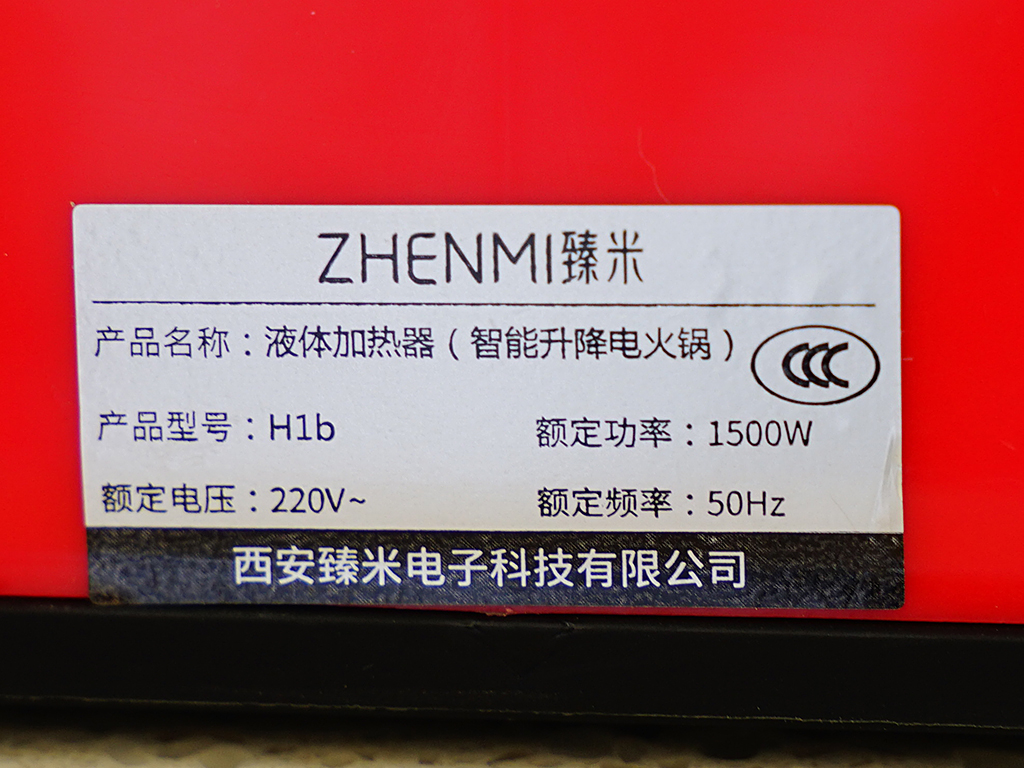 ZHENMI臻米
产品名称：液体加热器（智能升降电火锅）
CCC
产品型号：H1b
额定功率：1500W
额定电压：220V~
额定频率：50Hz
西安臻米电子科技有限公司